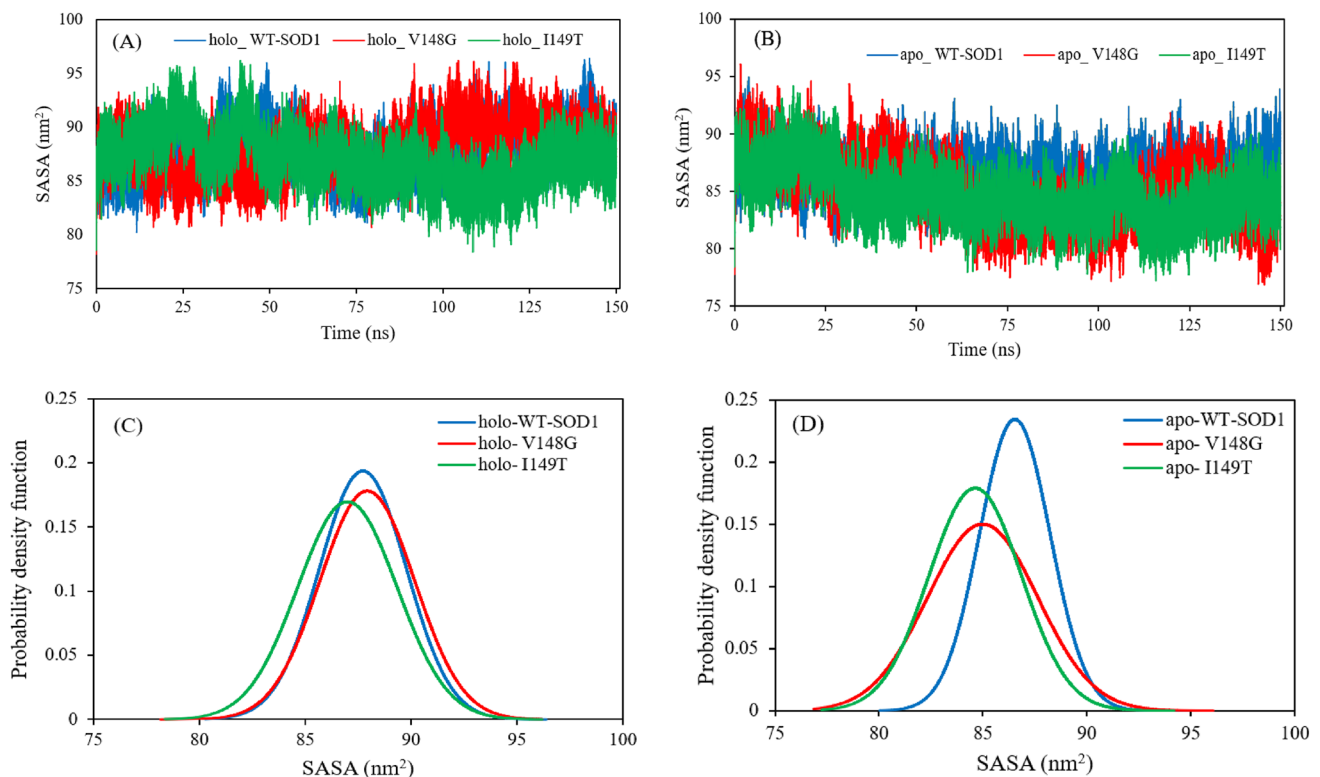 (A)
holo_ WT-SOD1 holo_ V148G holo_ I149T
SASA (nm²)
100
95
90
85
80
75
0 25 50 75 100 125 150
Time (ns)
(B)
apo_ WT-SOD1 apo_ V148G apo_ I149T
SASA (nm²)
100
95
90
85
80
75
0 25 50 75 100 125 150
Time (ns)
(C)
holo-WT-SOD1
holo- V148G
holo- I149T
Probability density function
0.25
0.2
0.15
0.1
0.05
0
75 80 85 90 95 100
SASA (nm²)
(D)
apo-WT-SOD1
apo- V148G
apo- I149T
Probability density function
0.25
0.2
0.15
0.1
0.05
0
75 80 85 90 95 100
SASA (nm²)